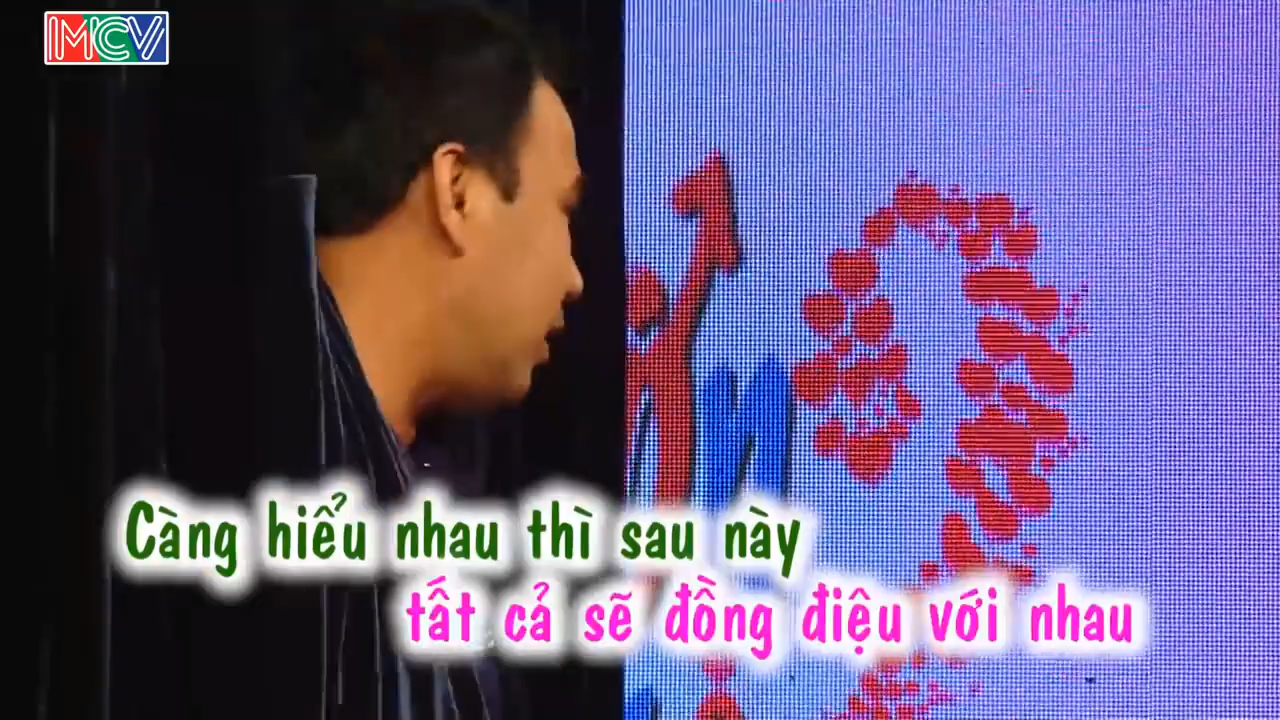 MCV
Càng hiểu nhau thì sau này
tất cả sẽ đồng điệu với nhau